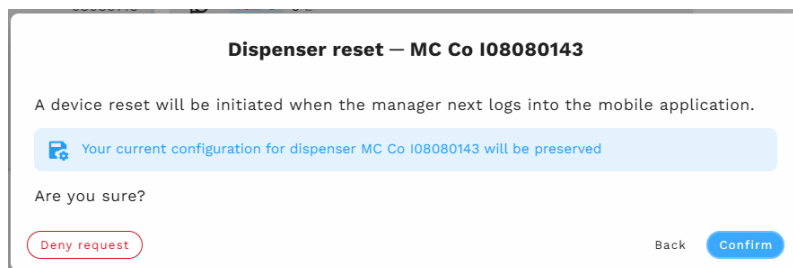 Dispenser reset — MC Co I08080143
A device reset will be initiated when the manager next logs into the mobile application.
Your current configuration for dispenser MC Co I08080143 will be preserved
Are you sure?
Deny request
Back
Confirm